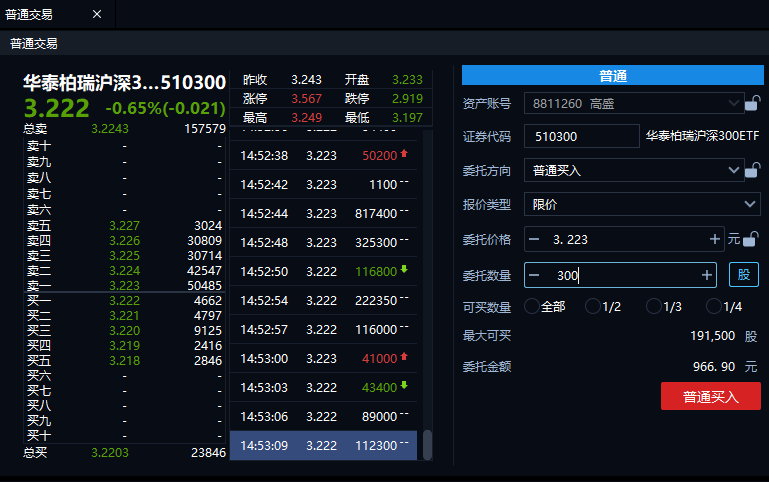 普通交易 ×
普通交易
华泰柏瑞沪深3...510300
3.222 -0.65%(-0.021)
总卖 3.2243 157579
卖十 - -
卖九 - -
卖八 - -
卖七 - -
卖六 - -
卖五 3.227 3024
卖四 3.226 30809
卖三 3.225 30714
卖二 3.224 42547
卖一 3.223 50485
买一 3.222 4662
买二 3.221 4797
买三 3.220 9125
买四 3.219 2416
买五 3.218 2846
买六 - -
买七 - -
买八 - -
买九 - -
买十 - -
总买 3.2203 23846
昨收 3.243 开盘 3.233
涨停 3.567 跌停 2.919
最高 3.249 最低 3.197
14:52:38 3.223 50200
14:52:42 3.223 1100 --
14:52:44 3.223 817400 --
14:52:48 3.223 325300 --
14:52:50 3.222 116800
14:52:54 3.222 222350 --
14:52:57 3.222 116000 --
14:53:00 3.223 41000
14:53:03 3.222 43400
14:53:06 3.222 89000 --
14:53:09 3.222 112300 --
普通
资产账号 8811260 高盛
证券代码 510300 华泰柏瑞沪深300ETF
委托方向 普通买入
报价类型 限价
委托价格 − 3.223 + 元
委托数量 − 300 + 股
可买数量 全部 1/2 1/3 1/4
最大可买 191,500 股
委托金额 966.90 元
普通买入